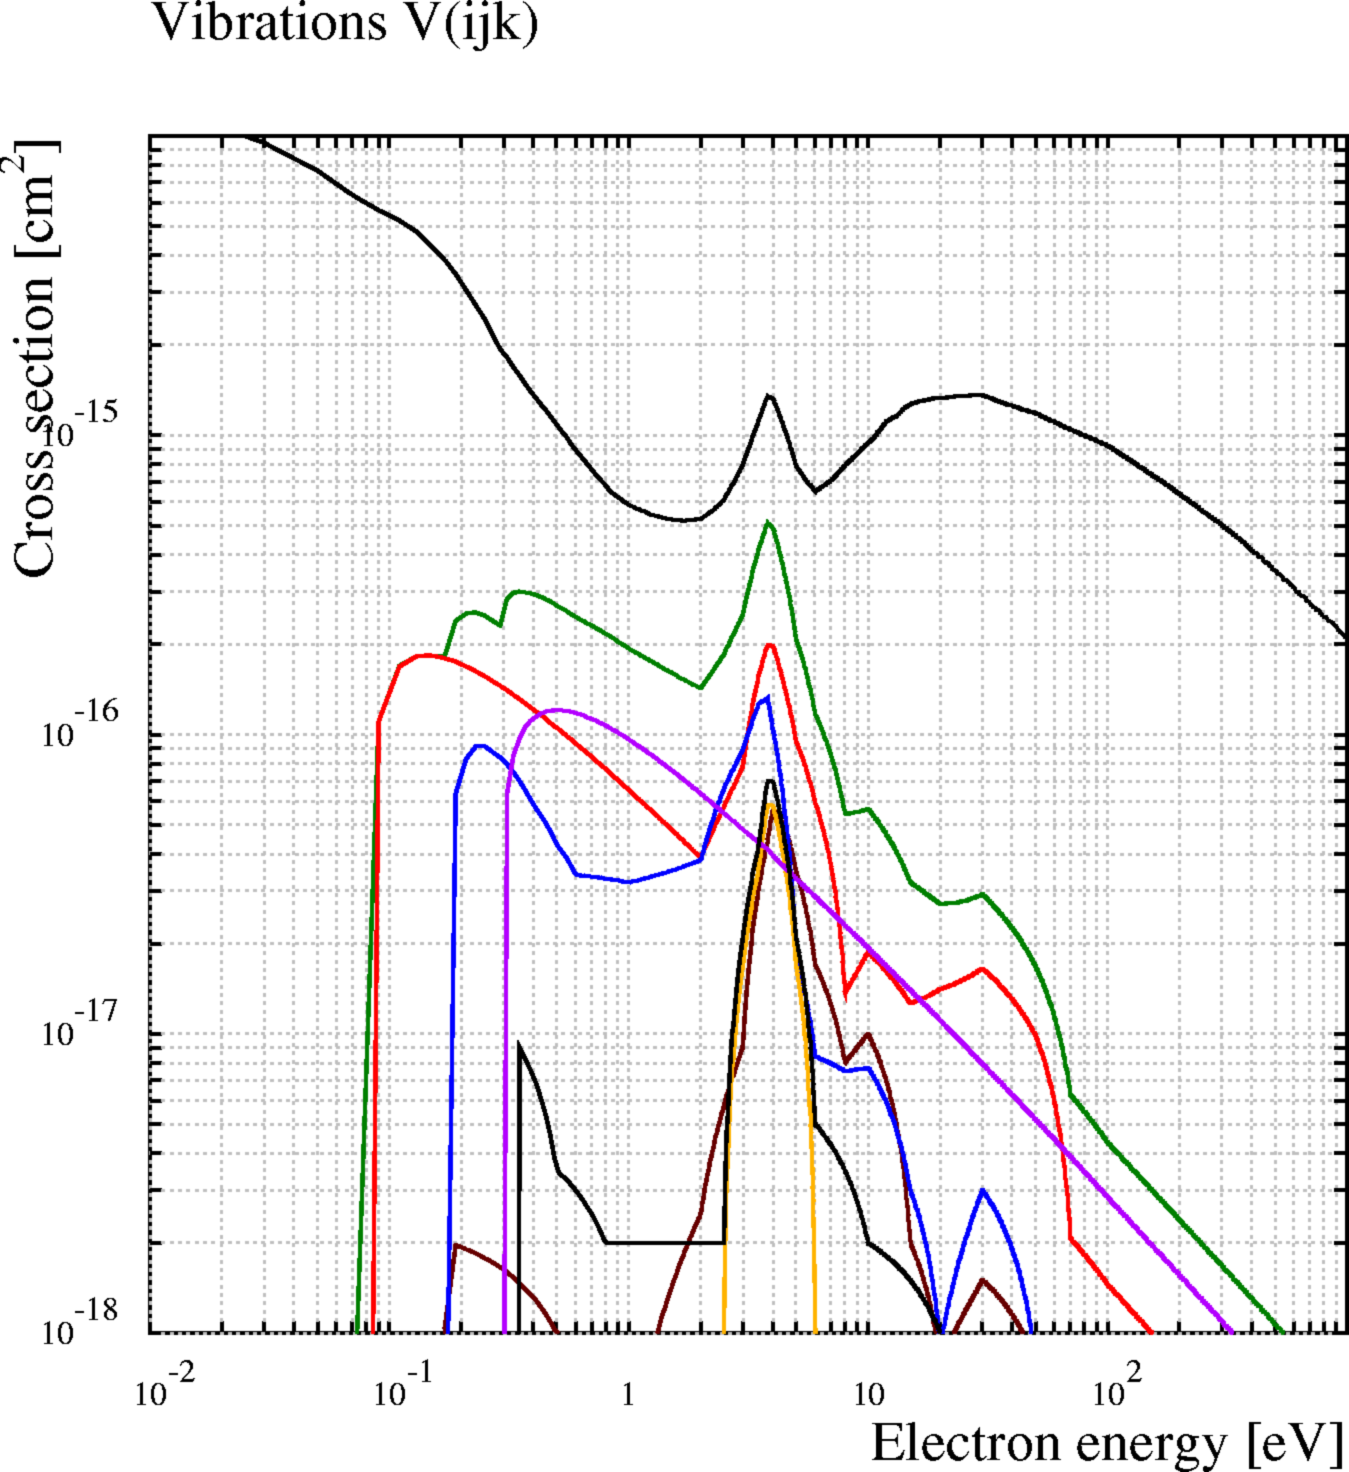 Vibrations V(ijk)
Cross section [cm²]
10⁻¹⁵
10⁻¹⁶
10⁻¹⁷
10⁻¹⁸
10⁻² 10⁻¹ 1 10 10²
Electron energy [eV]